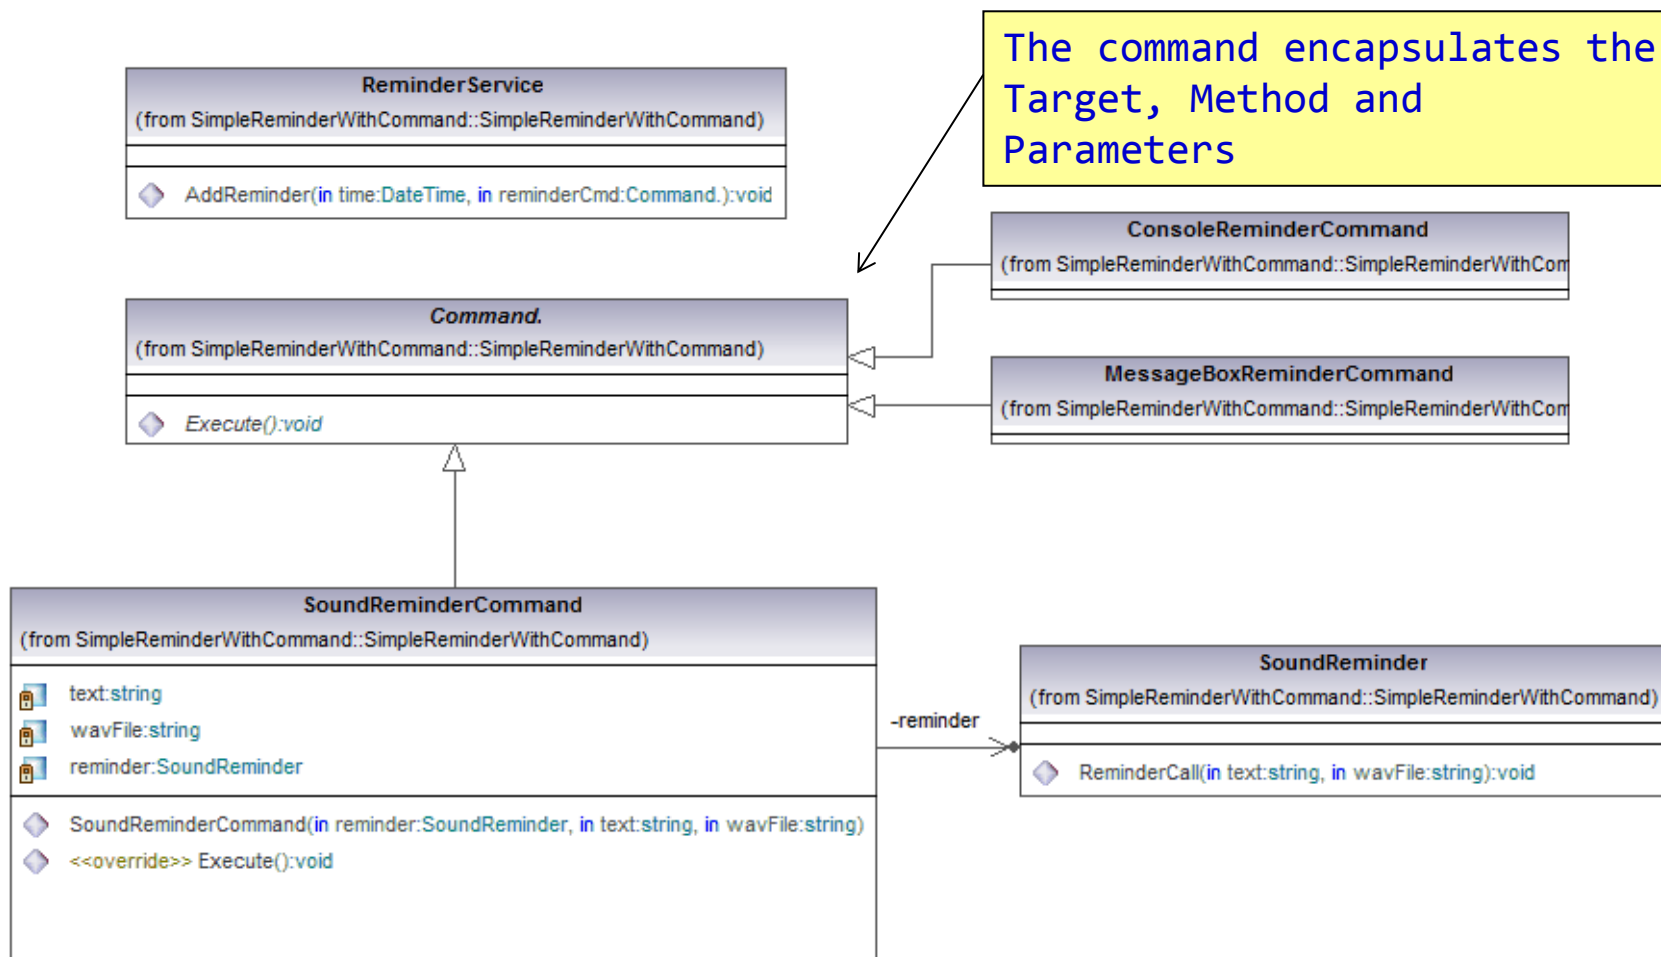 The command encapsulates the
Target, Method and
Parameters
ReminderService
(from SimpleReminderWithCommand::SimpleReminderWithCommand)
AddReminder(in time:DateTime, in reminderCmd:Command.):void
ConsoleReminderCommand
(from SimpleReminderWithCommand::SimpleReminderWithCom
Command.
(from SimpleReminderWithCommand::SimpleReminderWithCommand)
Execute():void
MessageBoxReminderCommand
(from SimpleReminderWithCommand::SimpleReminderWithCom
SoundReminderCommand
(from SimpleReminderWithCommand::SimpleReminderWithCommand)
text:string
wavFile:string
reminder:SoundReminder
SoundReminderCommand(in reminder:SoundReminder, in text:string, in wavFile:string)
<<override>> Execute():void
-reminder
SoundReminder
(from SimpleReminderWithCommand::SimpleReminderWithCommand)
ReminderCall(in text:string, in wavFile:string):void